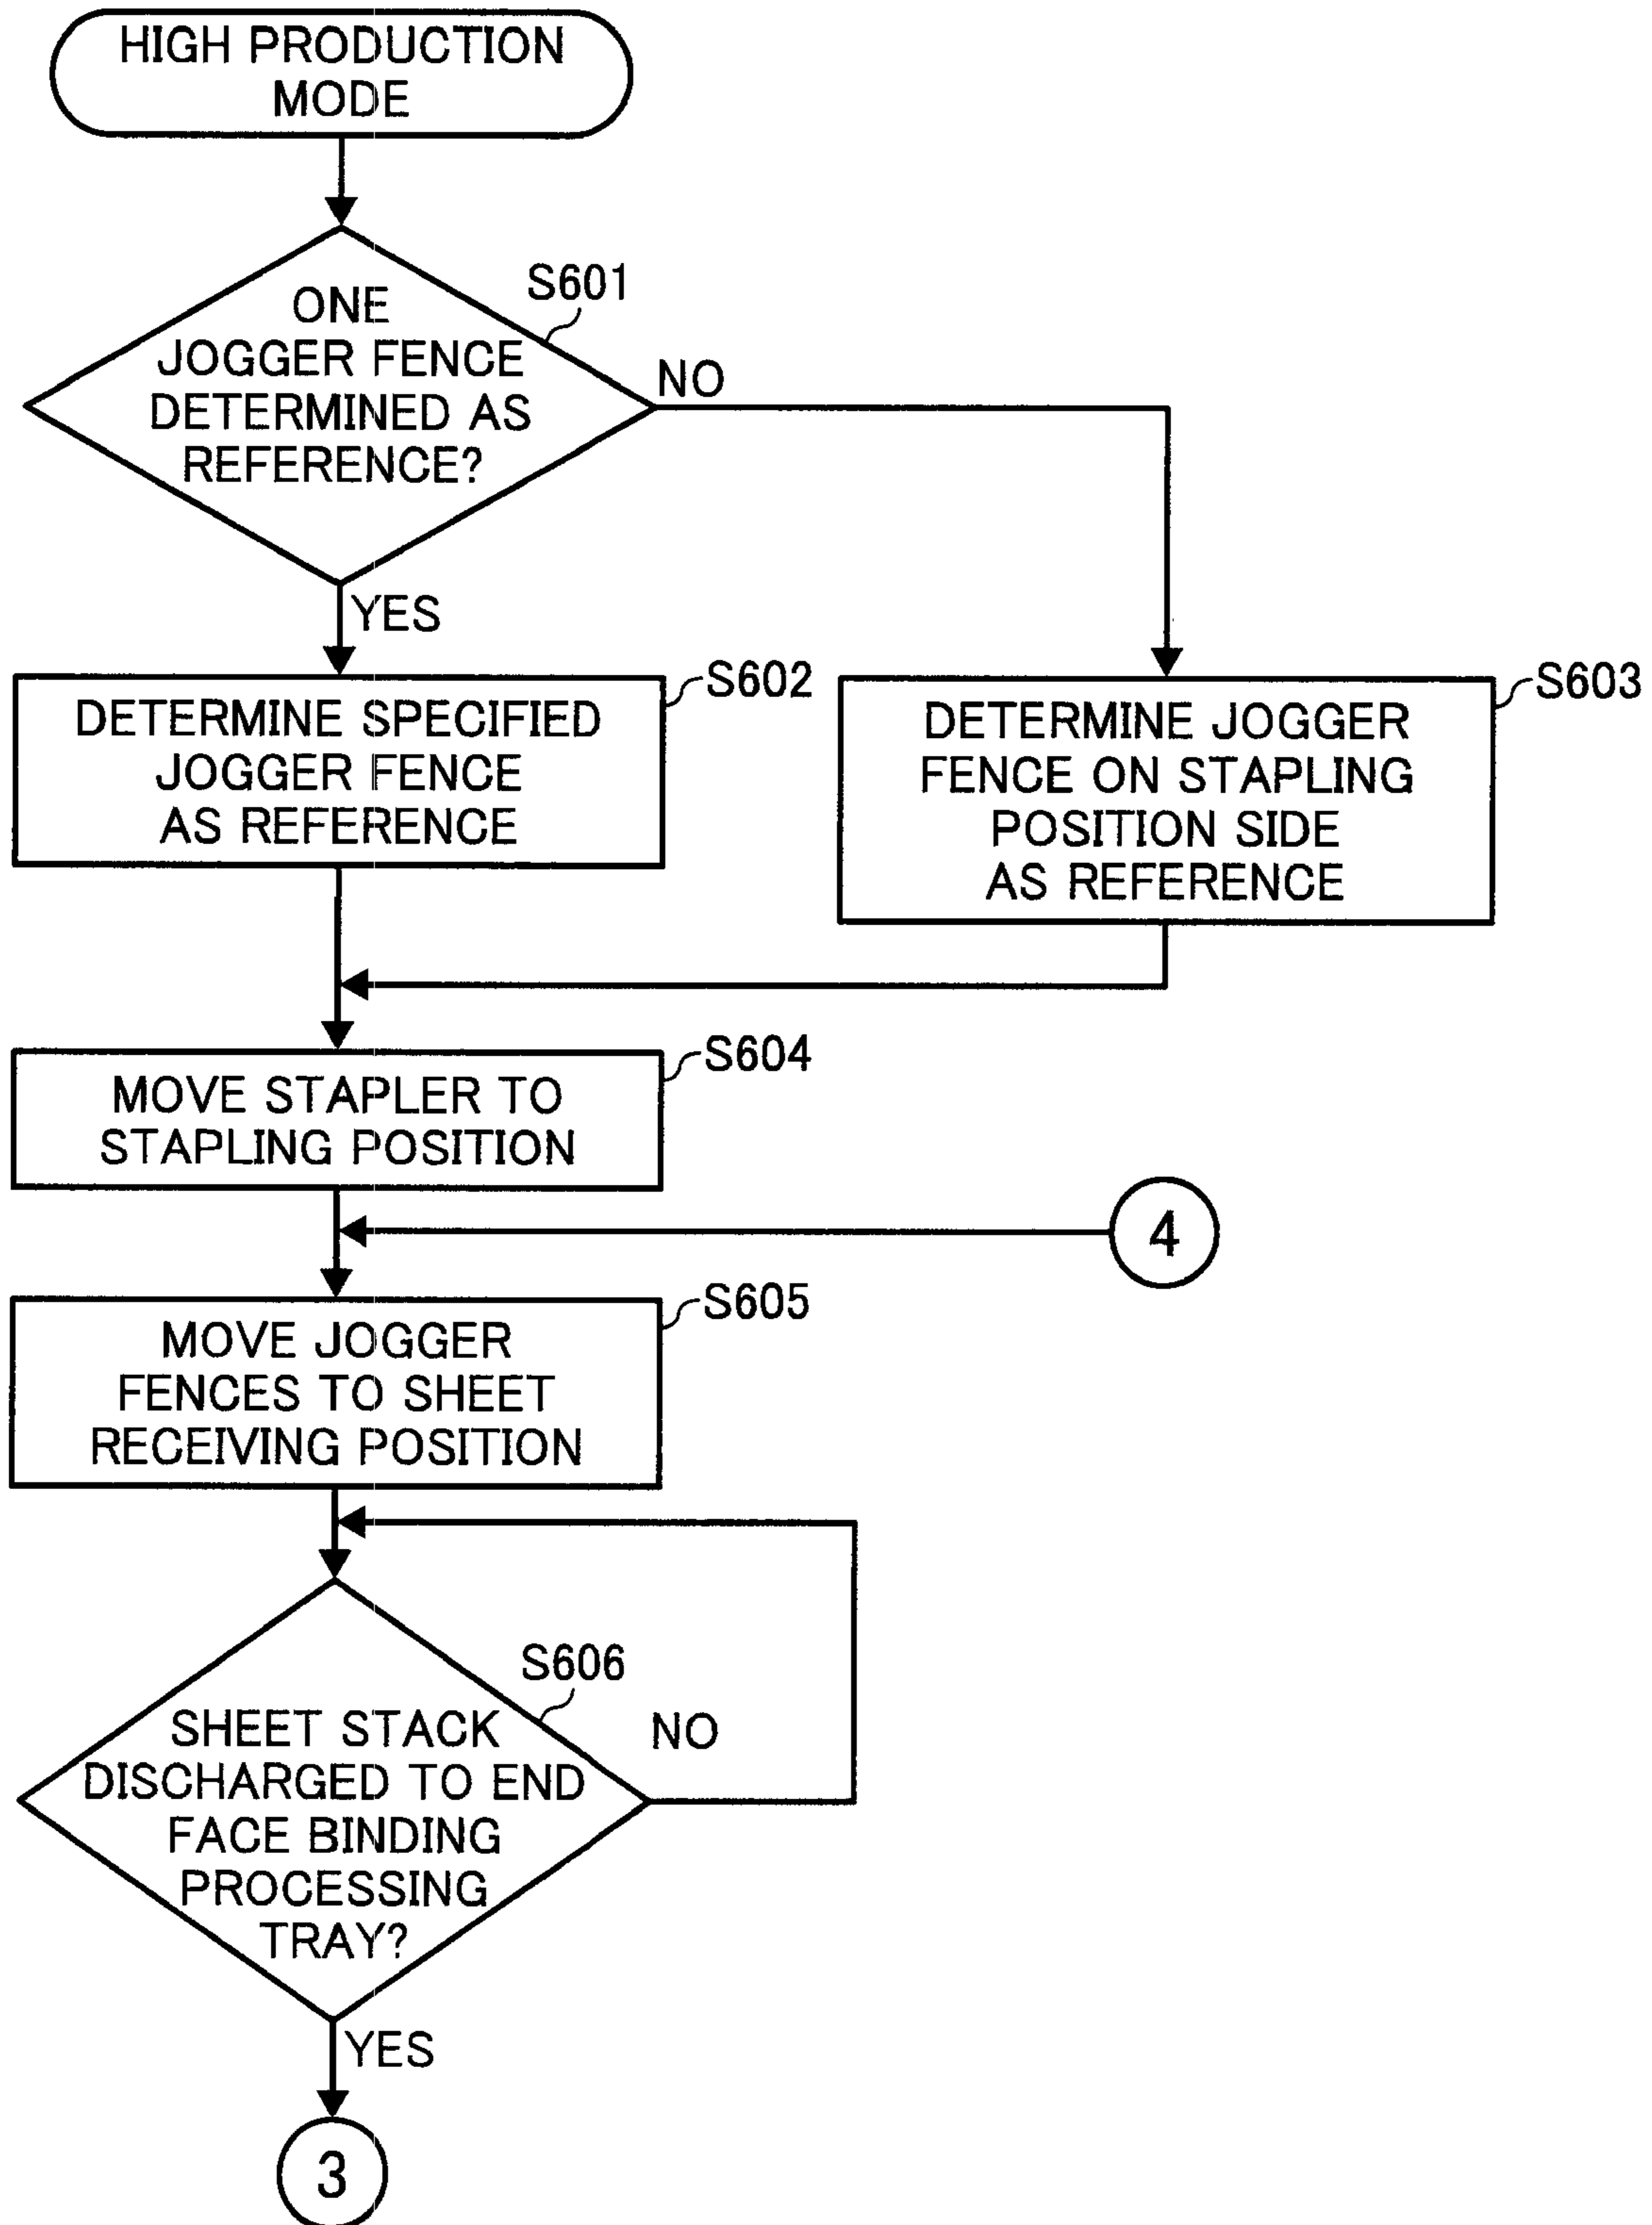 HIGH PRODUCTION
MODE
S601
ONE
JOGGER FENCE
DETERMINED AS
REFERENCE?
NO
YES
S602
DETERMINE SPECIFIED
JOGGER FENCE
AS REFERENCE
S603
DETERMINE JOGGER
FENCE ON STAPLING
POSITION SIDE
AS REFERENCE
S604
MOVE STAPLER TO
STAPLING POSITION
4
S605
MOVE JOGGER
FENCES TO SHEET
RECEIVING POSITION
S606
SHEET STACK
DISCHARGED TO END
FACE BINDING
PROCESSING
TRAY?
NO
YES
3